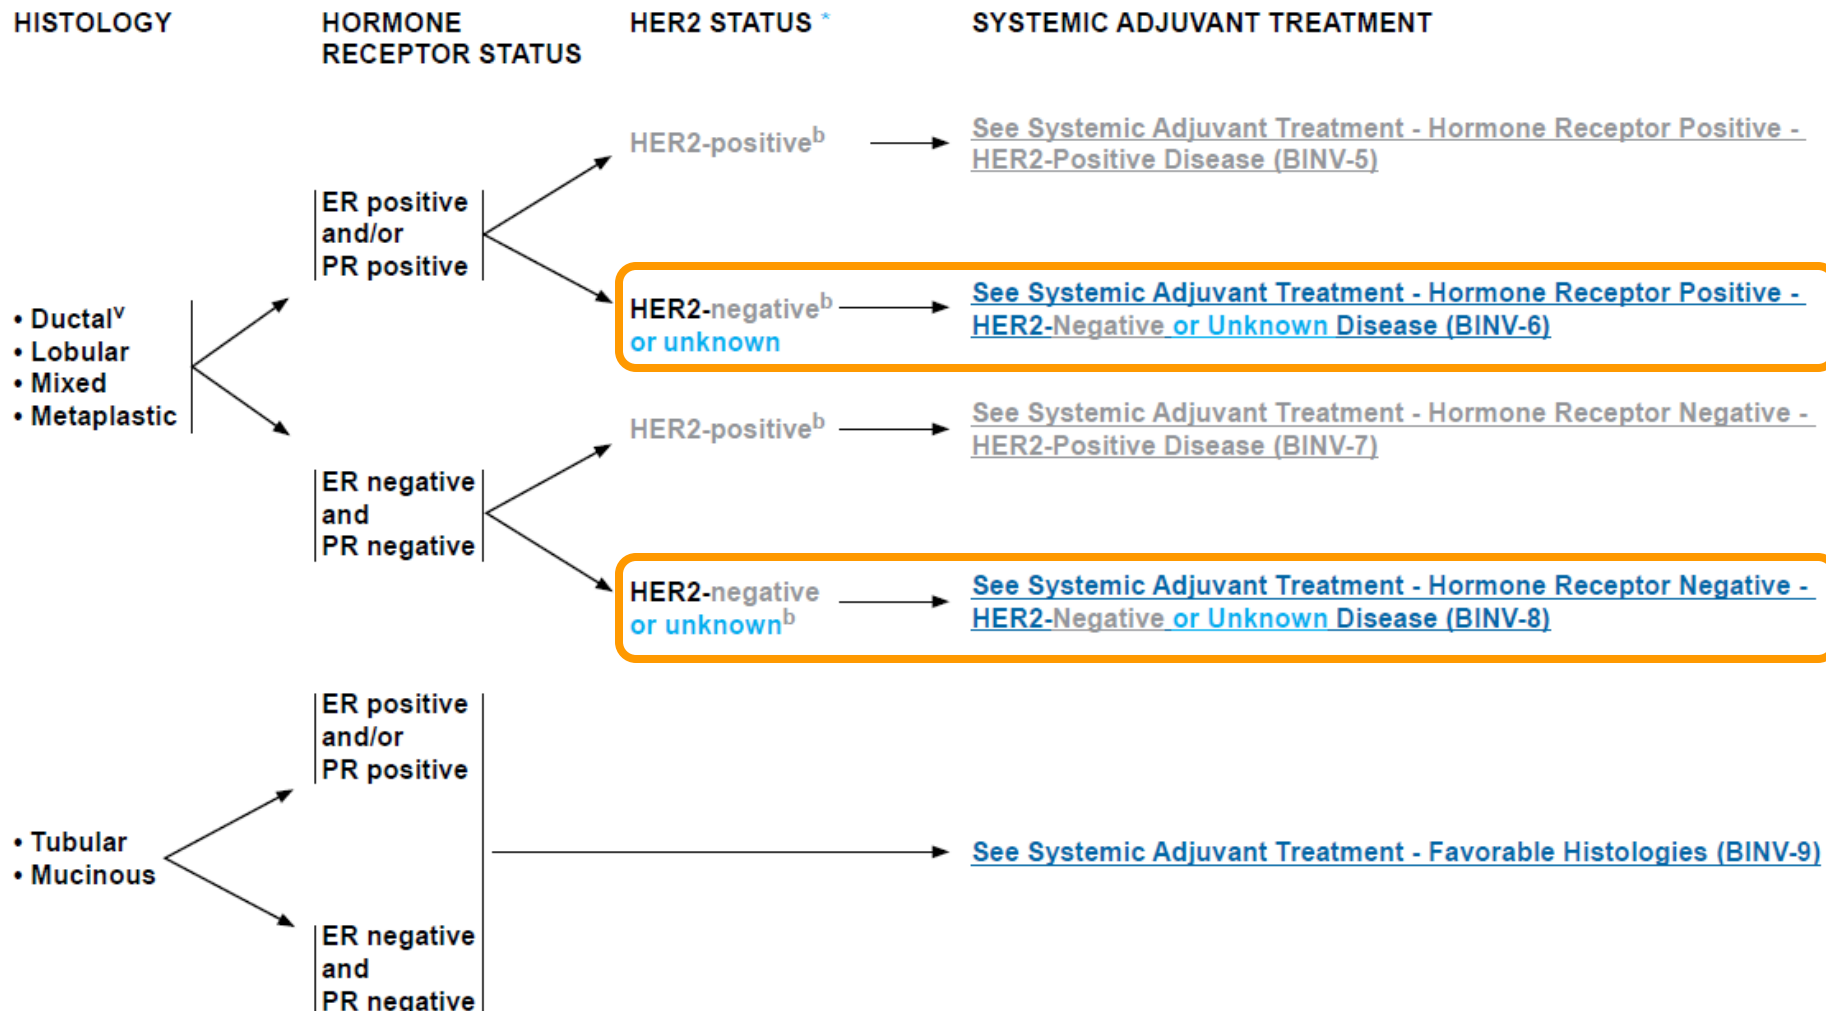 HISTOLOGY
HORMONE
RECEPTOR STATUS
HER2 STATUS *
SYSTEMIC ADJUVANT TREATMENT
• Ductalᵛ
• Lobular
• Mixed
• Metaplastic
ER positive
and/or
PR positive
HER2-positiveᵇ
See Systemic Adjuvant Treatment - Hormone Receptor Positive -
HER2-Positive Disease (BINV-5)
HER2-negativeᵇ
or unknown
See Systemic Adjuvant Treatment - Hormone Receptor Positive -
HER2-Negative or Unknown Disease (BINV-6)
ER negative
and
PR negative
HER2-positiveᵇ
See Systemic Adjuvant Treatment - Hormone Receptor Negative -
HER2-Positive Disease (BINV-7)
HER2-negative
or unknownᵇ
See Systemic Adjuvant Treatment - Hormone Receptor Negative -
HER2-Negative or Unknown Disease (BINV-8)
• Tubular
• Mucinous
ER positive
and/or
PR positive
ER negative
and
PR negative
See Systemic Adjuvant Treatment - Favorable Histologies (BINV-9)